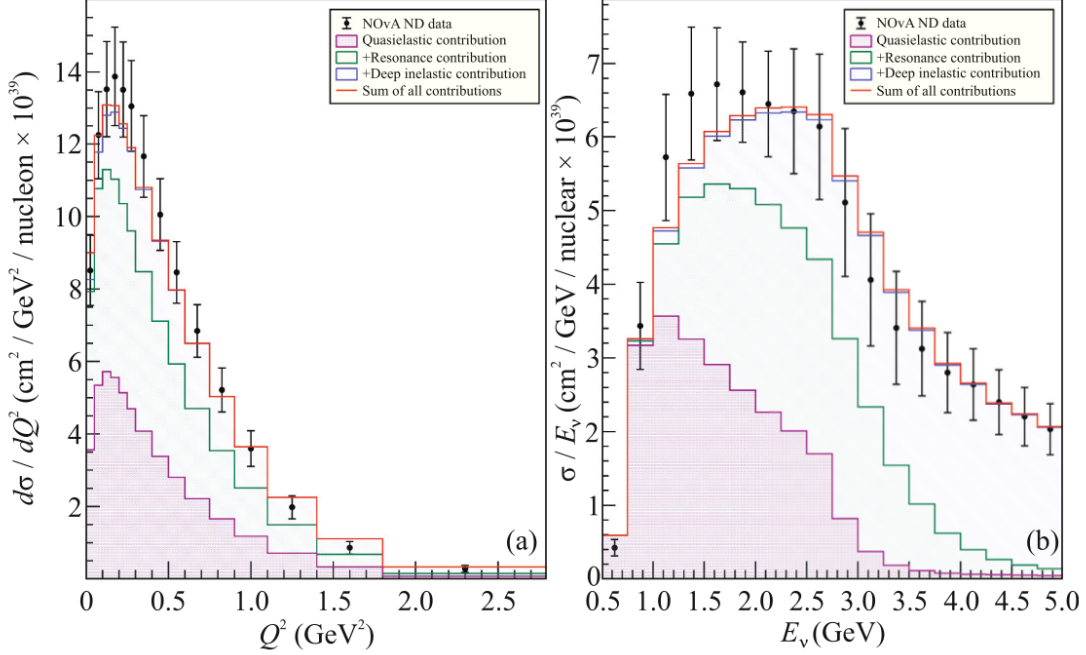 NOvA ND data
Quasielastic contribution
+Resonance contribution
+Deep inelastic contribution
Sum of all contributions
14
12
10
8
6
4
2
dσ / dQ² (cm² / GeV² / nucleon × 10³⁹)
(a)
0 0.5 1.0 1.5 2.0 2.5
Q² (GeV²)
NOvA ND data
Quasielastic contribution
+Resonance contribution
+Deep inelastic contribution
Sum of all contributions
7
6
5
4
3
2
1
0
σ / Eν (cm² / GeV / nuclear × 10³⁹)
(b)
0.5 1.0 1.5 2.0 2.5 3.0 3.5 4.0 4.5 5.0
Eν (GeV)